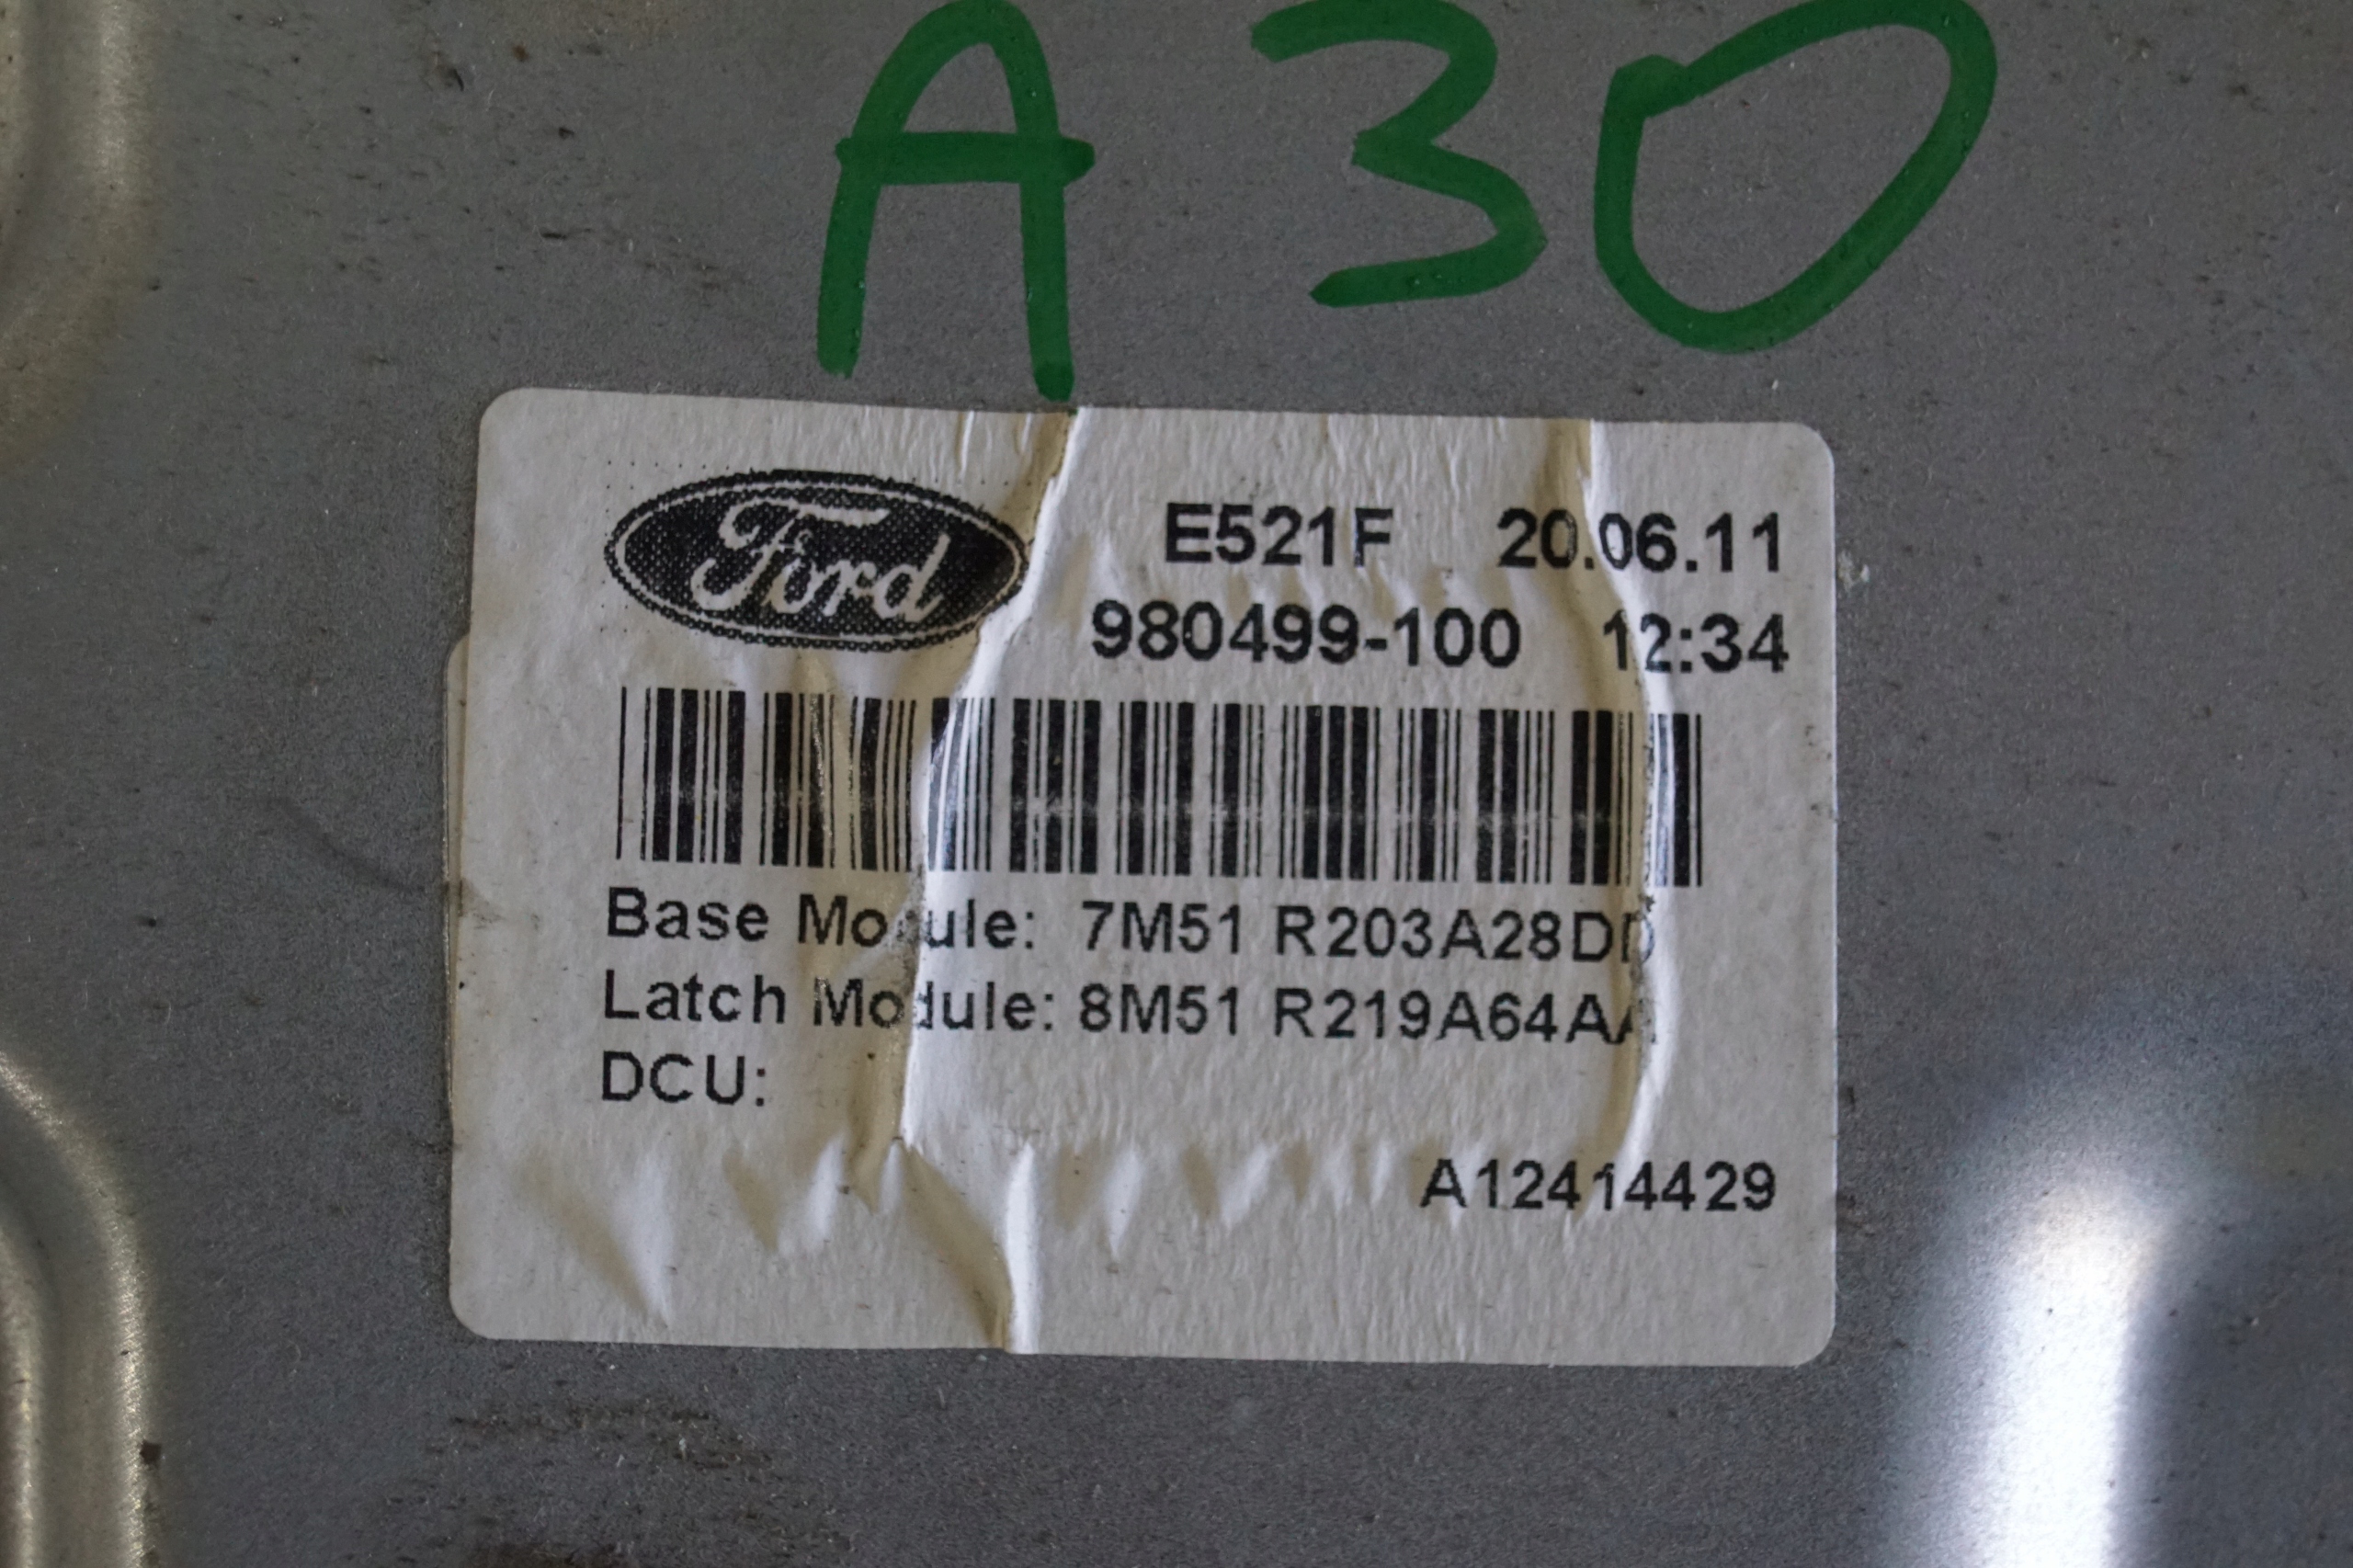 A 30
Ford
E521F 20.06.11
980499-100 12:34
Base Module: 7M51 R203A28DD
Latch Module: 8M51 R219A64AA
DCU:
A12414429